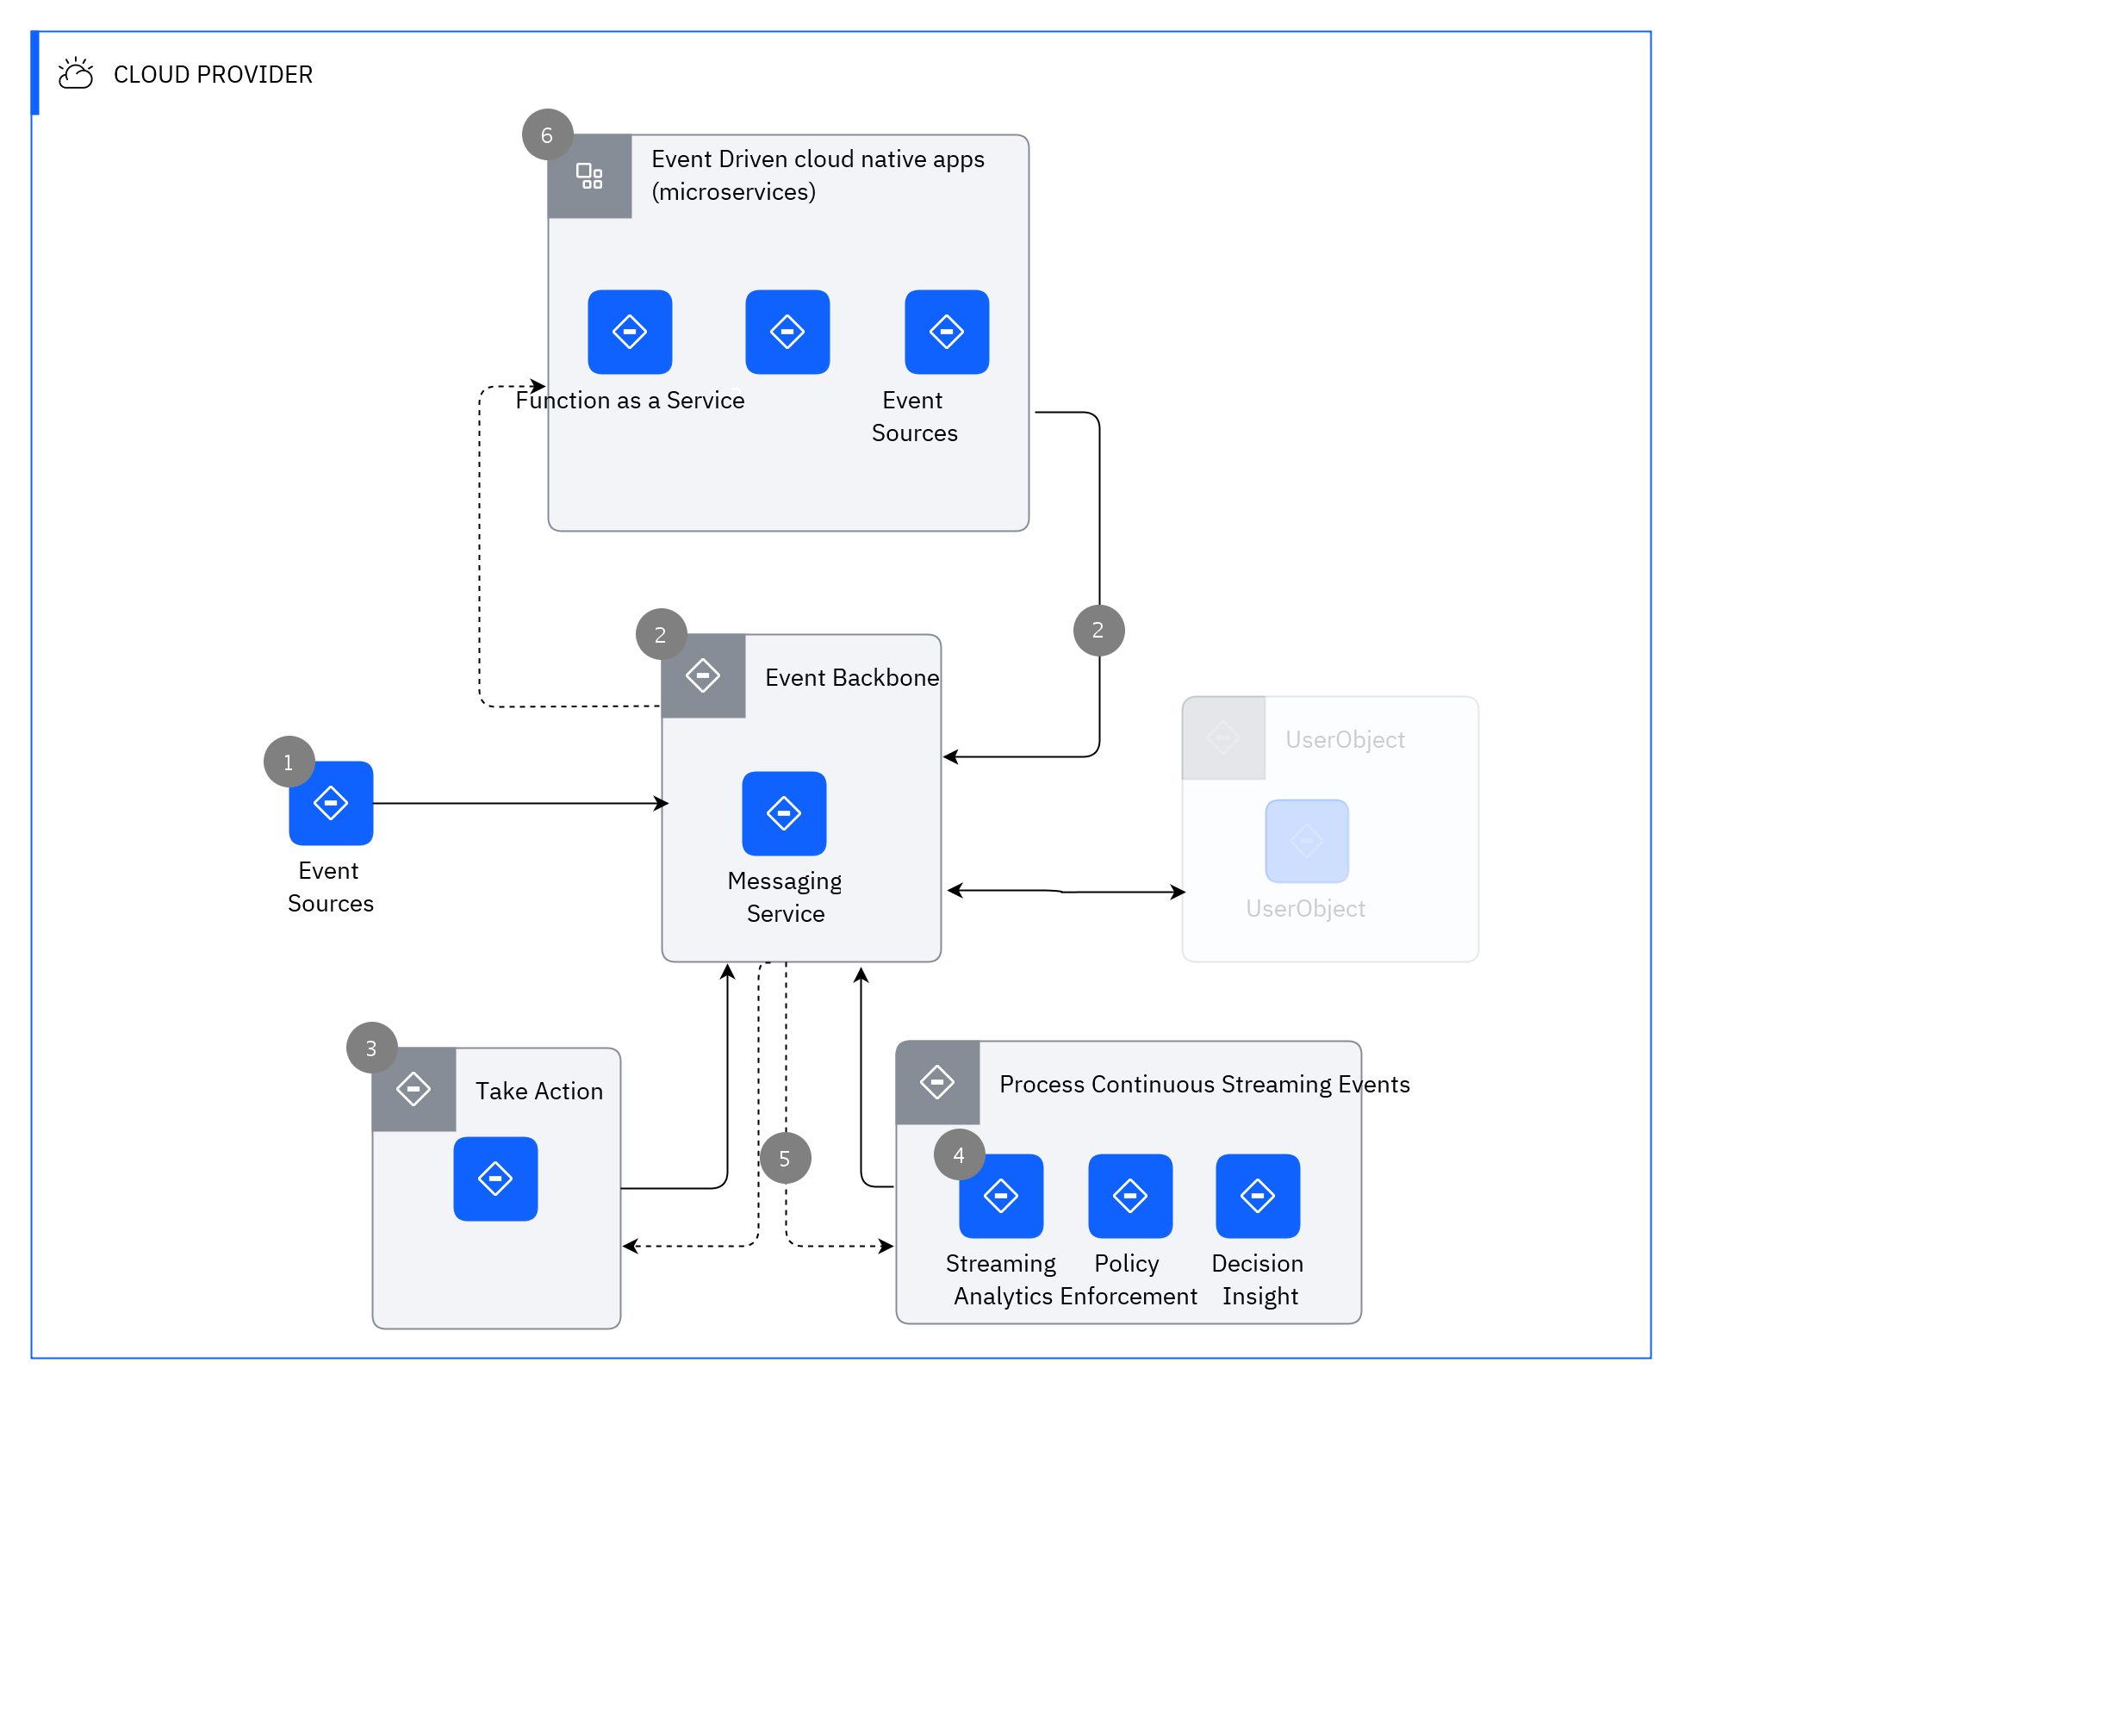 CLOUD PROVIDER
6
Event Driven cloud native apps
(microservices)
Function as a Service
Event
Sources
2
Event Backbone
2
1
Event
Sources
Messaging
Service
UserObject
UserObject
3
Take Action
5
Process Continuous Streaming Events
4
Streaming
Analytics
Policy
Enforcement
Decision
Insight